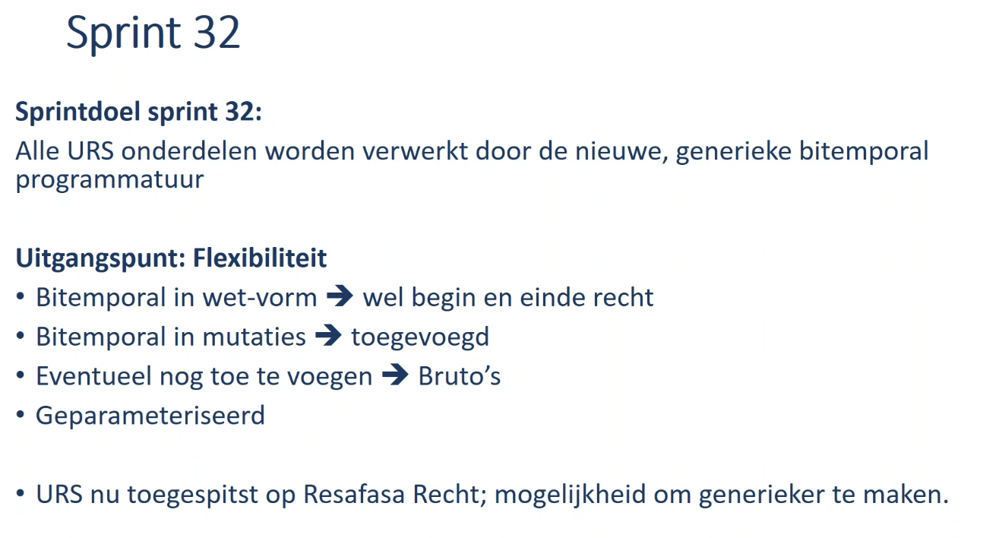 Sprint 32
Sprintdoel sprint 32:
Alle URS onderdelen worden verwerkt door de nieuwe, generieke bitemporal
programmatuur
Uitgangspunt: Flexibiliteit
• Bitemporal in wet-vorm ➔ wel begin en einde recht
• Bitemporal in mutaties ➔ toegevoegd
• Eventueel nog toe te voegen ➔ Bruto’s
• Geparameteriseerd
• URS nu toegespitst op Resafasa Recht; mogelijkheid om generieker te maken.